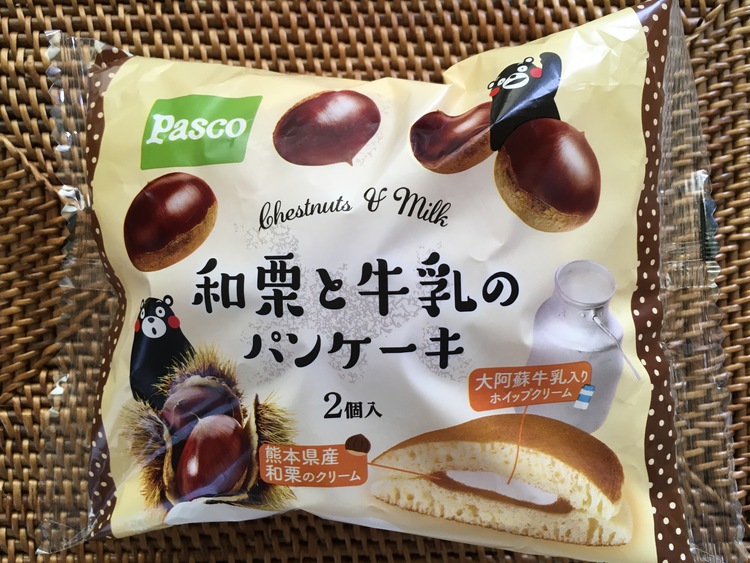 Pasco
Chestnuts & Milk
和栗と牛乳の
パンケーキ
2個入
大阿蘇牛乳入り
ホイップクリーム
熊本県産
和栗のクリーム